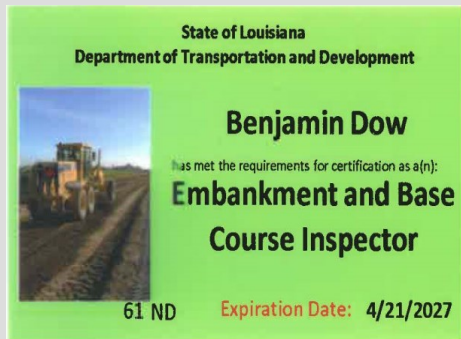 State of Louisiana
Department of Transportation and Development
Benjamin Dow
has met the requirements for certification as a(n):
Embankment and Base
Course Inspector
61 ND Expiration Date: 4/21/2027